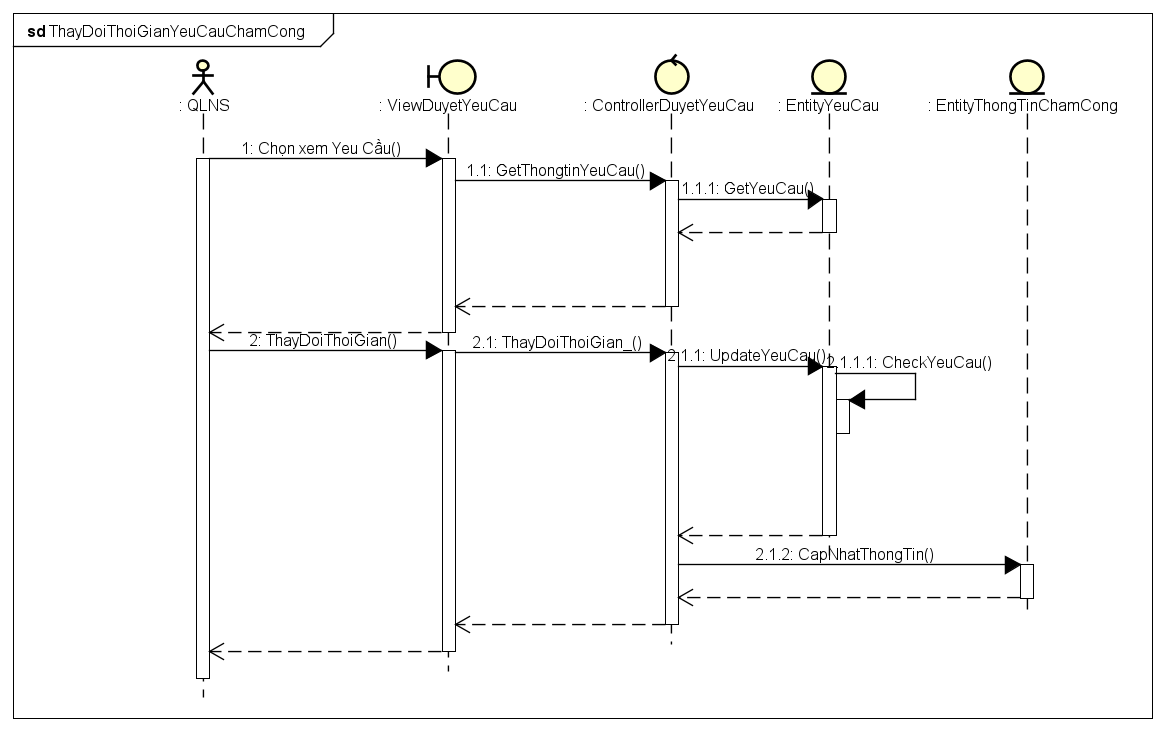 sd ThayDoiThoiGianYeuCauChamCong
: QLNS
: ViewDuyetYeuCau
: ControllerDuyetYeuCau
: EntityYeuCau
: EntityThongTinChamCong
1: Chọn xem Yeu Cầu()
1.1: GetThongtinYeuCau()
1.1.1: GetYeuCau()
2: ThayDoiThoiGian()
2.1: ThayDoiThoiGian_()
2.1.1: UpdateYeuCau()
2.1.1.1: CheckYeuCau()
2.1.2: CapNhatThongTin()